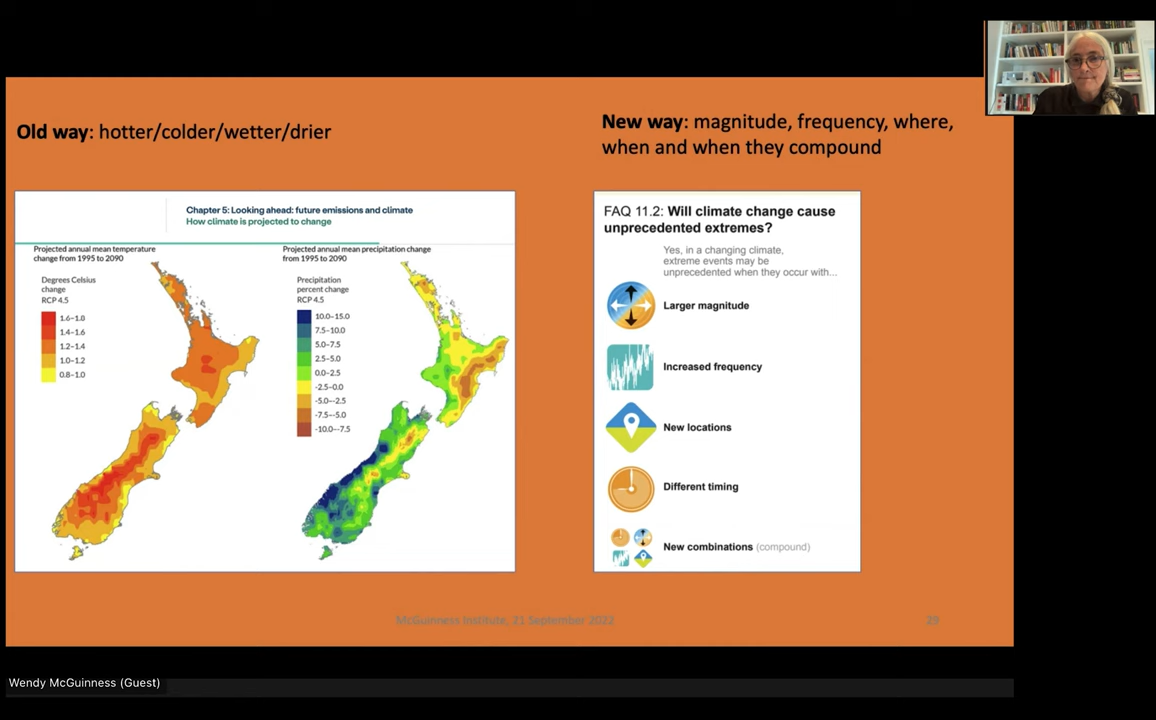 Old way: hotter/colder/wetter/drier
New way: magnitude, frequency, where,
when and when they compound
Chapter 5: Looking ahead: future emissions and climate
How climate is projected to change
Projected annual mean temperature
change from 1995 to 2090
Degrees Celsius
change
RCP 4.5
1.6–1.0
1.4–1.6
1.2–1.4
1.0–1.2
0.8–1.0
Projected annual mean precipitation change
from 1995 to 2090
Precipitation
percent change
RCP 4.5
10.0–15.0
7.5–10.0
5.0–7.5
2.5–5.0
0.0–2.5
-2.5–0.0
-5.0–-2.5
-7.5–-5.0
-10.0–-7.5
FAQ 11.2: Will climate change cause
unprecedented extremes?
Yes, in a changing climate,
extreme events may be
unprecedented when they occur with...
Larger magnitude
Increased frequency
New locations
Different timing
New combinations (compound)
McGuinness Institute, 21 September 2022
29
Wendy McGuinness (Guest)